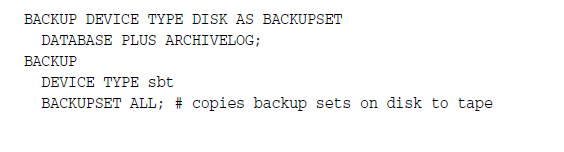 BACKUP DEVICE TYPE DISK AS BACKUPSET
DATABASE PLUS ARCHIVELOG;
BACKUP
DEVICE TYPE sbt
BACKUPSET ALL; # copies backup sets on disk to tape